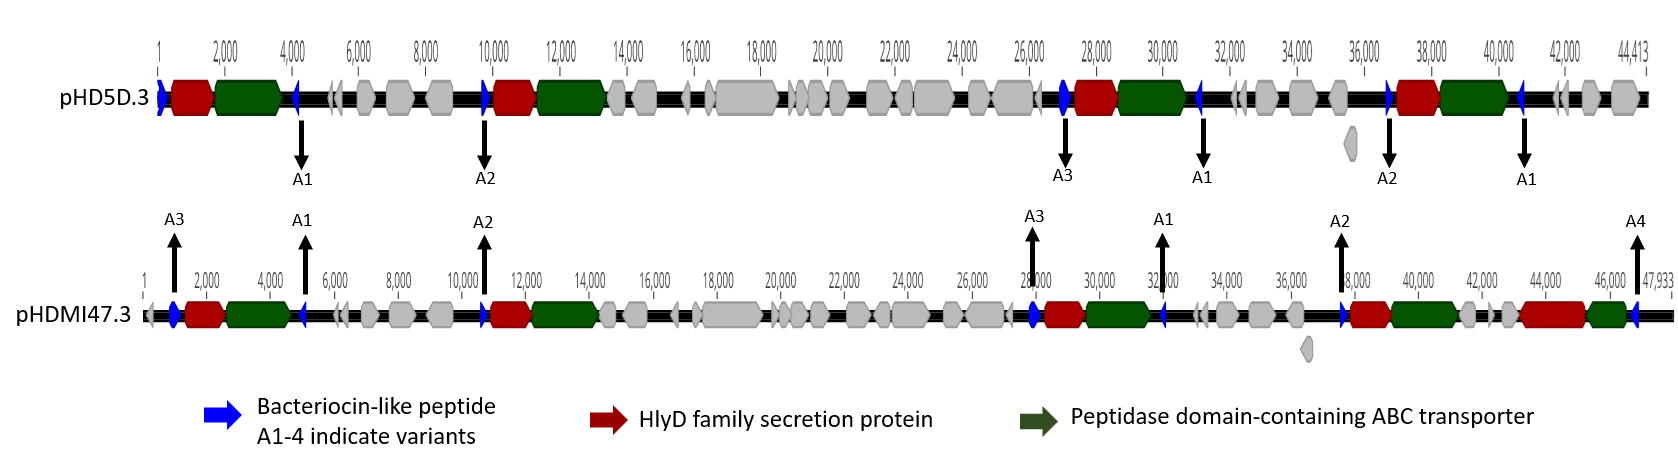 1 2,000 4,000 6,000 8,000 10,000 12,000 14,000 16,000 18,000 20,000 22,000 24,000 26,000 28,000 30,000 32,000 34,000 36,000 38,000 40,000 42,000 44,413
pHD5D.3
A1 A2 A3 A1 A2 A1
A3 A1 A2 A3 A1 A2 A4
1 2,000 4,000 6,000 8,000 10,000 12,000 14,000 16,000 18,000 20,000 22,000 24,000 26,000 28,000 30,000 32,000 34,000 36,000 38,000 40,000 42,000 44,000 46,000 47,933
pHDMI47.3
Bacteriocin-like peptide
A1-4 indicate variants
HlyD family secretion protein
Peptidase domain-containing ABC transporter